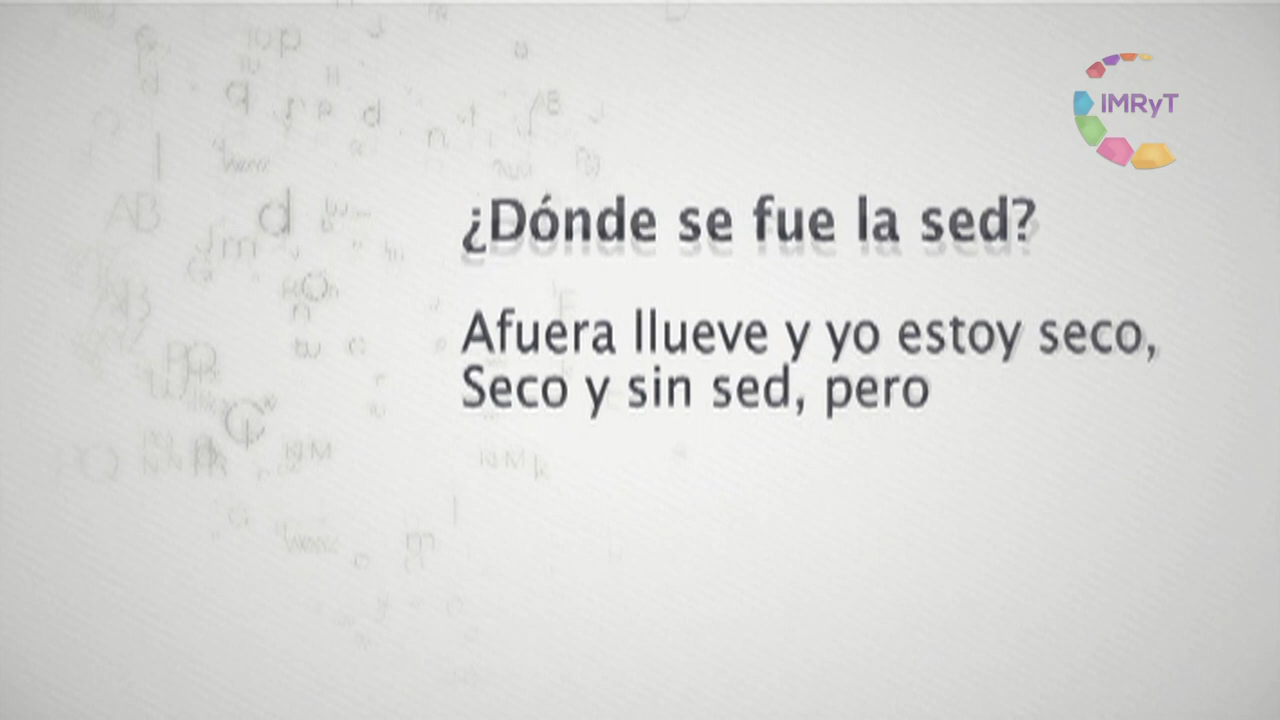 IMRyT
¿Dónde se fue la sed?
Afuera llueve y yo estoy seco,
Seco y sin sed, pero